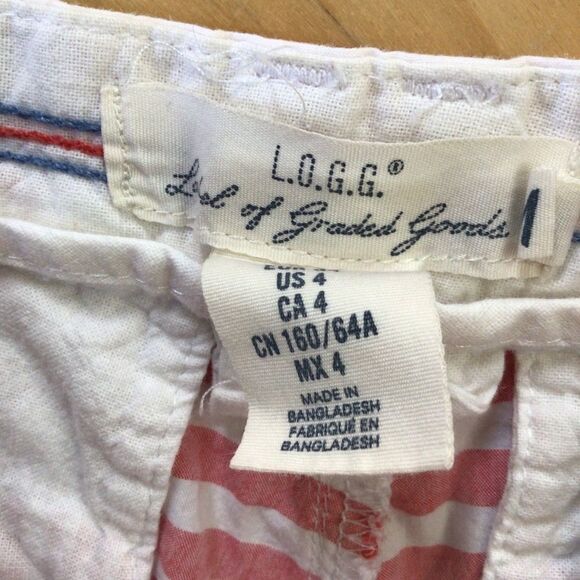 L.O.G.G.®
Label of Graded Goods
US 4
CA 4
CN 160/64A
MX 4
MADE IN
BANGLADESH
FABRIQUÉ EN
BANGLADESH